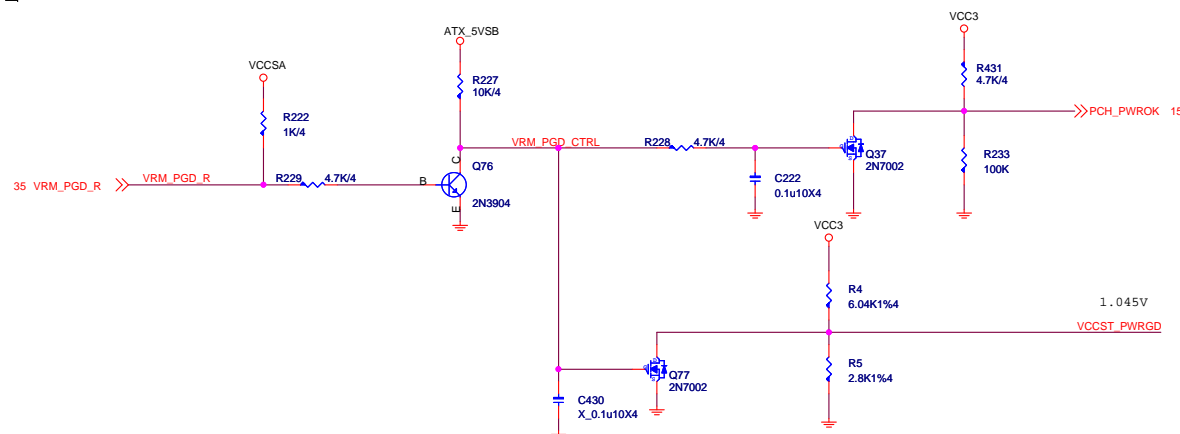 VCC3
ATX_5VSB
VCCSA
R431
4.7K/4
R227
10K/4
R222
1K/4
PCH_PWROK 15
VRM_PGD_CTRL
R228
4.7K/4
Q37
2N7002
R233
100K
C
Q76
B
2N3904
E
35 VRM_PGD_R
VRM_PGD_R
R229
4.7K/4
C222
0.1u10X4
VCC3
R4
6.04K1%4
1.045V
VCCST_PWRGD
R5
2.8K1%4
Q77
2N7002
C430
X_0.1u10X4